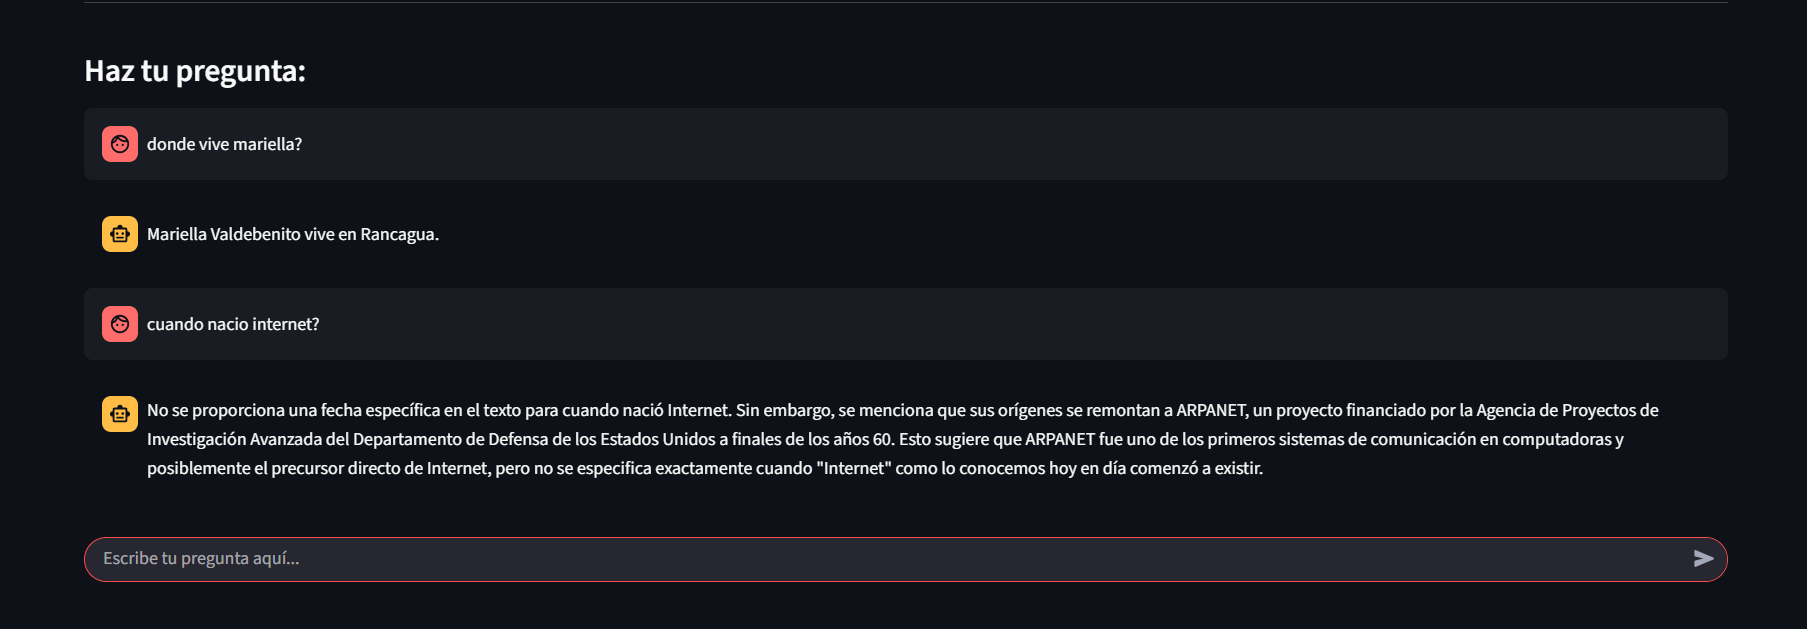 Haz tu pregunta:
donde vive mariella?
Mariella Valdebenito vive en Rancagua.
cuando nacio internet?
No se proporciona una fecha específica en el texto para cuando nació Internet. Sin embargo, se menciona que sus orígenes se remontan a ARPANET, un proyecto financiado por la Agencia de Proyectos de
Investigación Avanzada del Departamento de Defensa de los Estados Unidos a finales de los años 60. Esto sugiere que ARPANET fue uno de los primeros sistemas de comunicación en computadoras y
posiblemente el precursor directo de Internet, pero no se especifica exactamente cuando "Internet" como lo conocemos hoy en día comenzó a existir.
Escribe tu pregunta aquí...